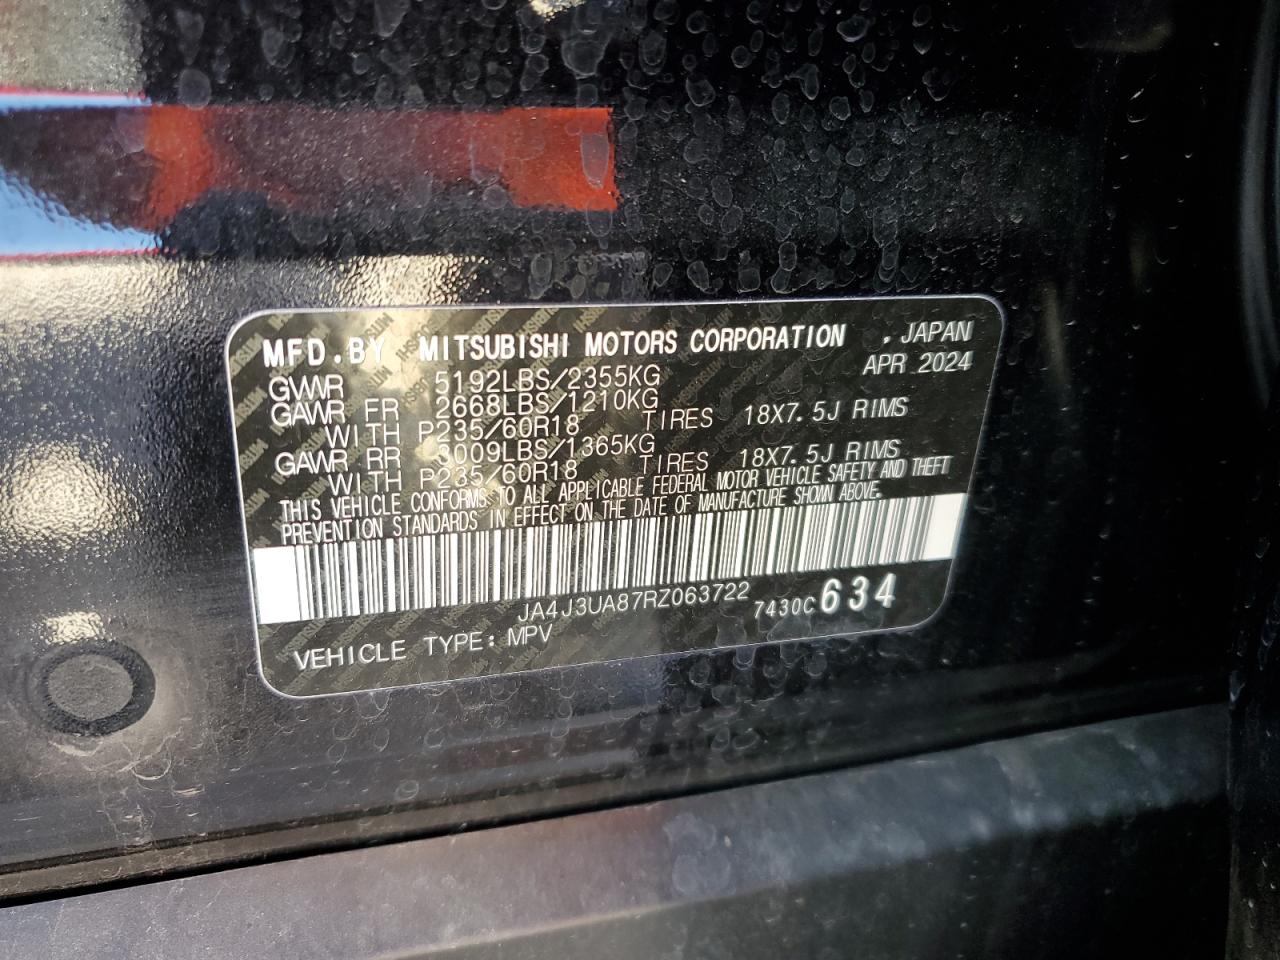 MFD.BY MITSUBISHI MOTORS CORPORATION , JAPAN
APR 2024
GVWR 5192LBS/2355KG
GAWR FR 2668LBS/1210KG
WITH P235/60R18 TIRES 18X7.5J RIMS
GAWR RR 3009LBS/1365KG
WITH P235/60R18 TIRES 18X7.5J RIMS
THIS VEHICLE CONFORMS TO ALL APPLICABLE FEDERAL MOTOR VEHICLE SAFETY AND THEFT
PREVENTION STANDARDS IN EFFECT ON THE DATE OF MANUFACTURE SHOWN ABOVE.
JA4J3UA87RZ063722 7430C634
VEHICLE TYPE: MPV